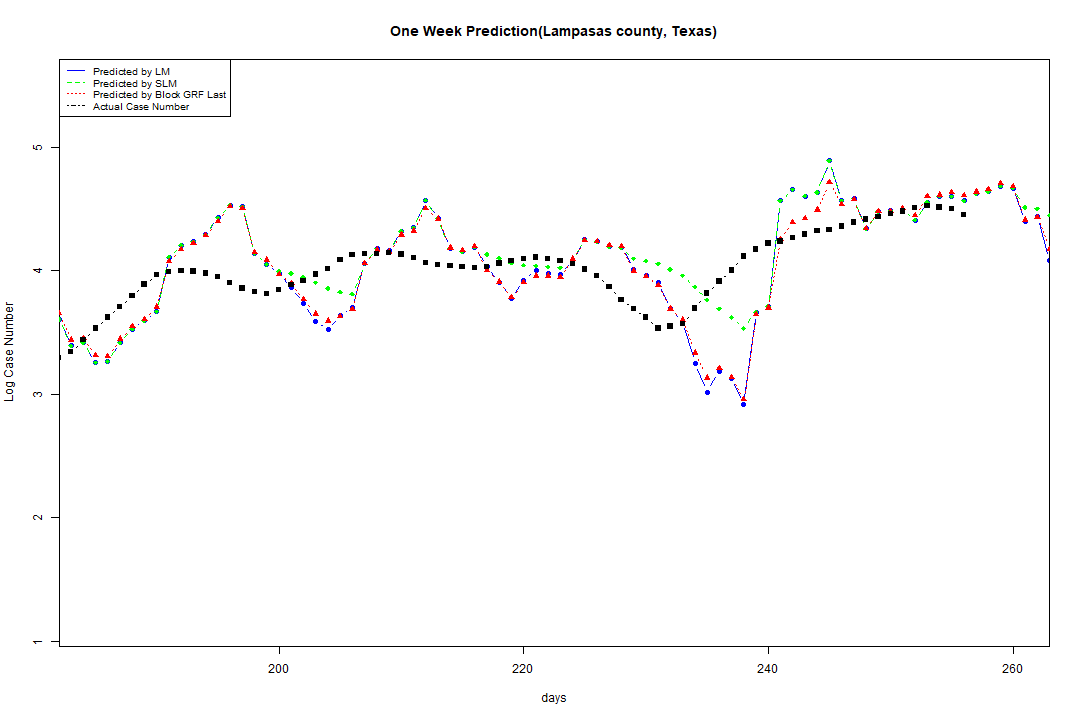 One Week Prediction(Lampasas county, Texas)
Predicted by LM
Predicted by SLM
Predicted by Block GRF Last
Actual Case Number
5
4
3
2
1
Log Case Number
200 220 240 260
days